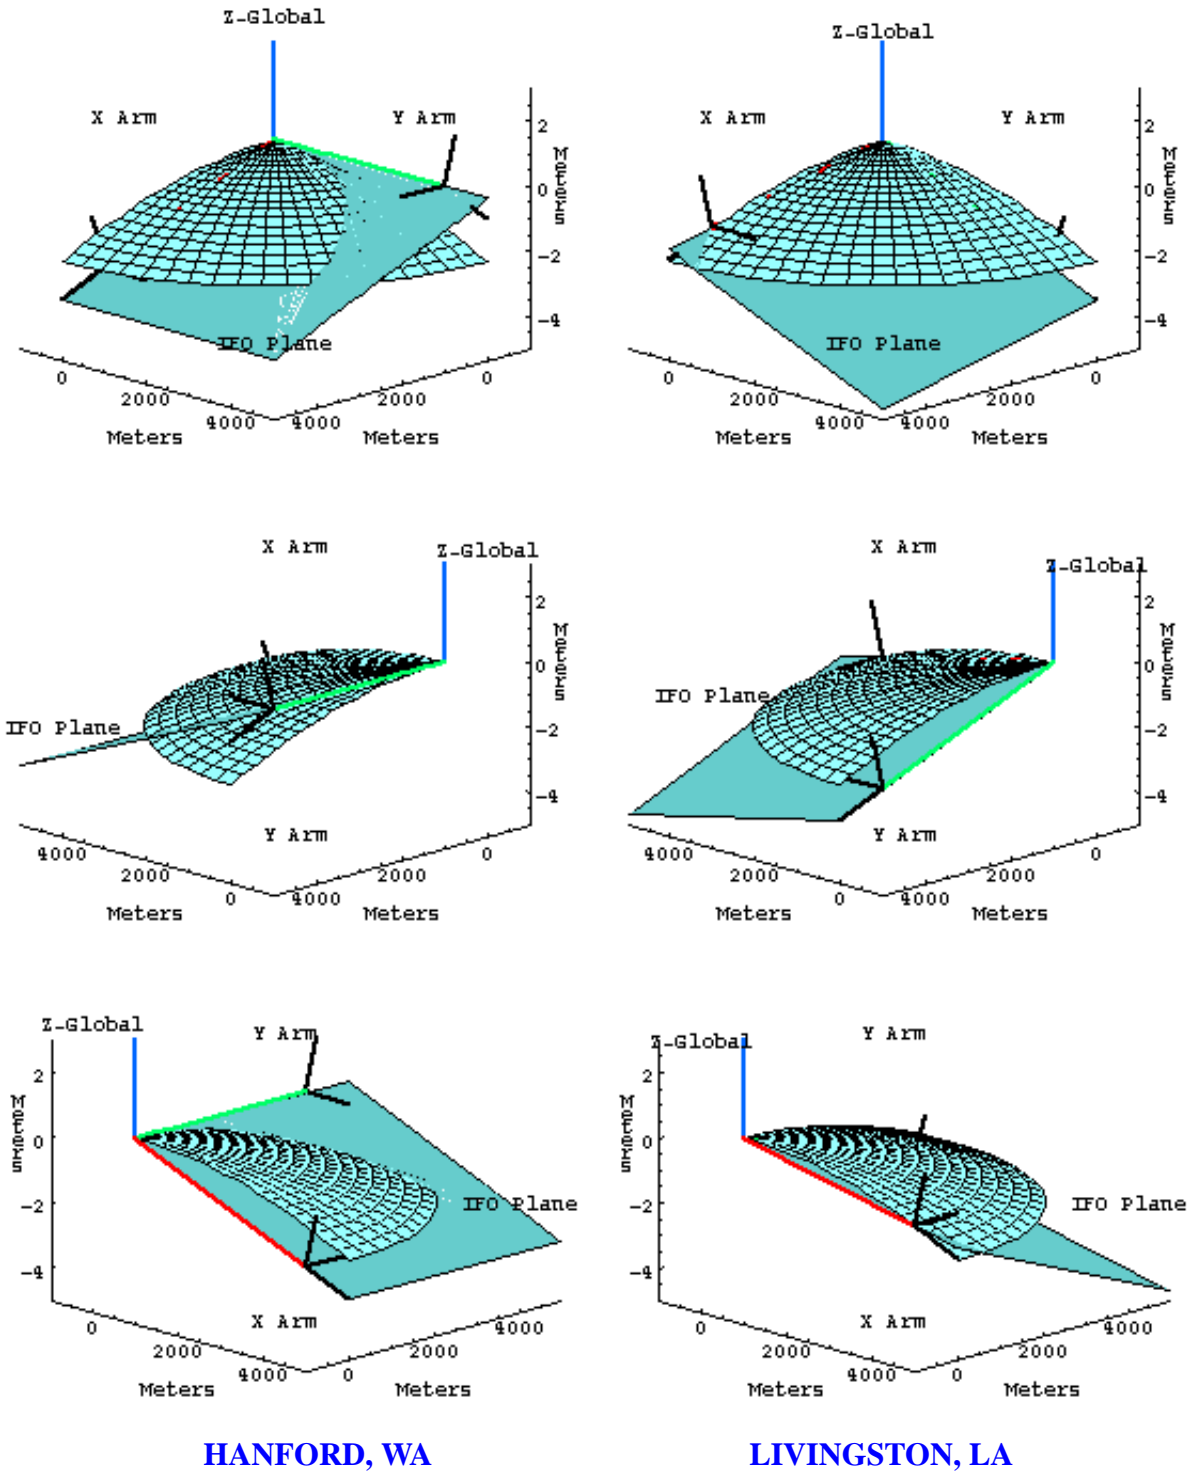 Z-Global
X Arm
Y Arm
2
0
-2
-4
Meters
IFO Plane
0
2000
4000
Meters
4000
2000
0
Meters
Z-Global
X Arm
Y Arm
2
0
-2
-4
Meters
IFO Plane
0
2000
4000
Meters
4000
2000
0
Meters
X Arm
Z-Global
2
0
-2
-4
Meters
IFO Plane
Y Arm
4000
2000
0
Meters
4000
2000
0
Meters
X Arm
Z-Global
2
0
-2
-4
Meters
IFO Plane
Y Arm
4000
2000
0
Meters
4000
2000
0
Meters
Z-Global
Y Arm
2
0
-2
-4
Meters
IFO Plane
X Arm
0
2000
4000
Meters
0
2000
4000
Meters
Z-Global
Y Arm
2
0
-2
-4
Meters
IFO Plane
X Arm
0
2000
4000
Meters
0
2000
4000
Meters
HANFORD, WA
LIVINGSTON, LA